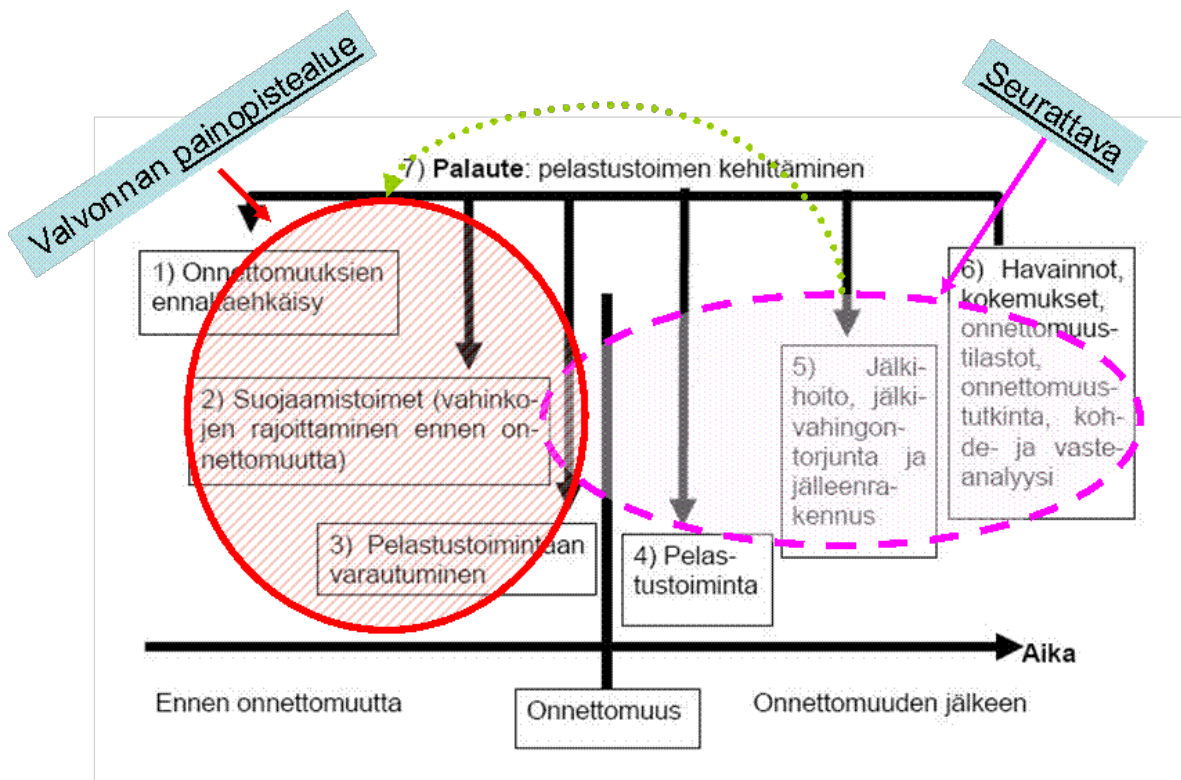 Valvonnan painopistealue
Seurattava
7) Palaute: pelastustoimen kehittäminen
1) Onnettomuuksien
ennaltaehkäisy
2) Suojaamistoimet (vahinko-
jen rajoittaminen ennen on-
nettomuutta)
3) Pelastustoimintaan
varautuminen
4) Pelas-
tustoiminta
5) Jälki-
hoito, jälki-
vahingon-
torjunta ja
jälleenra-
kennus
6) Havainnot,
kokemukset,
onnettomuus-
tilastot,
onnettomuus-
tutkinta, koh-
de- ja vaste-
analyysi
Aika
Ennen onnettomuutta
Onnettomuus
Onnettomuuden jälkeen